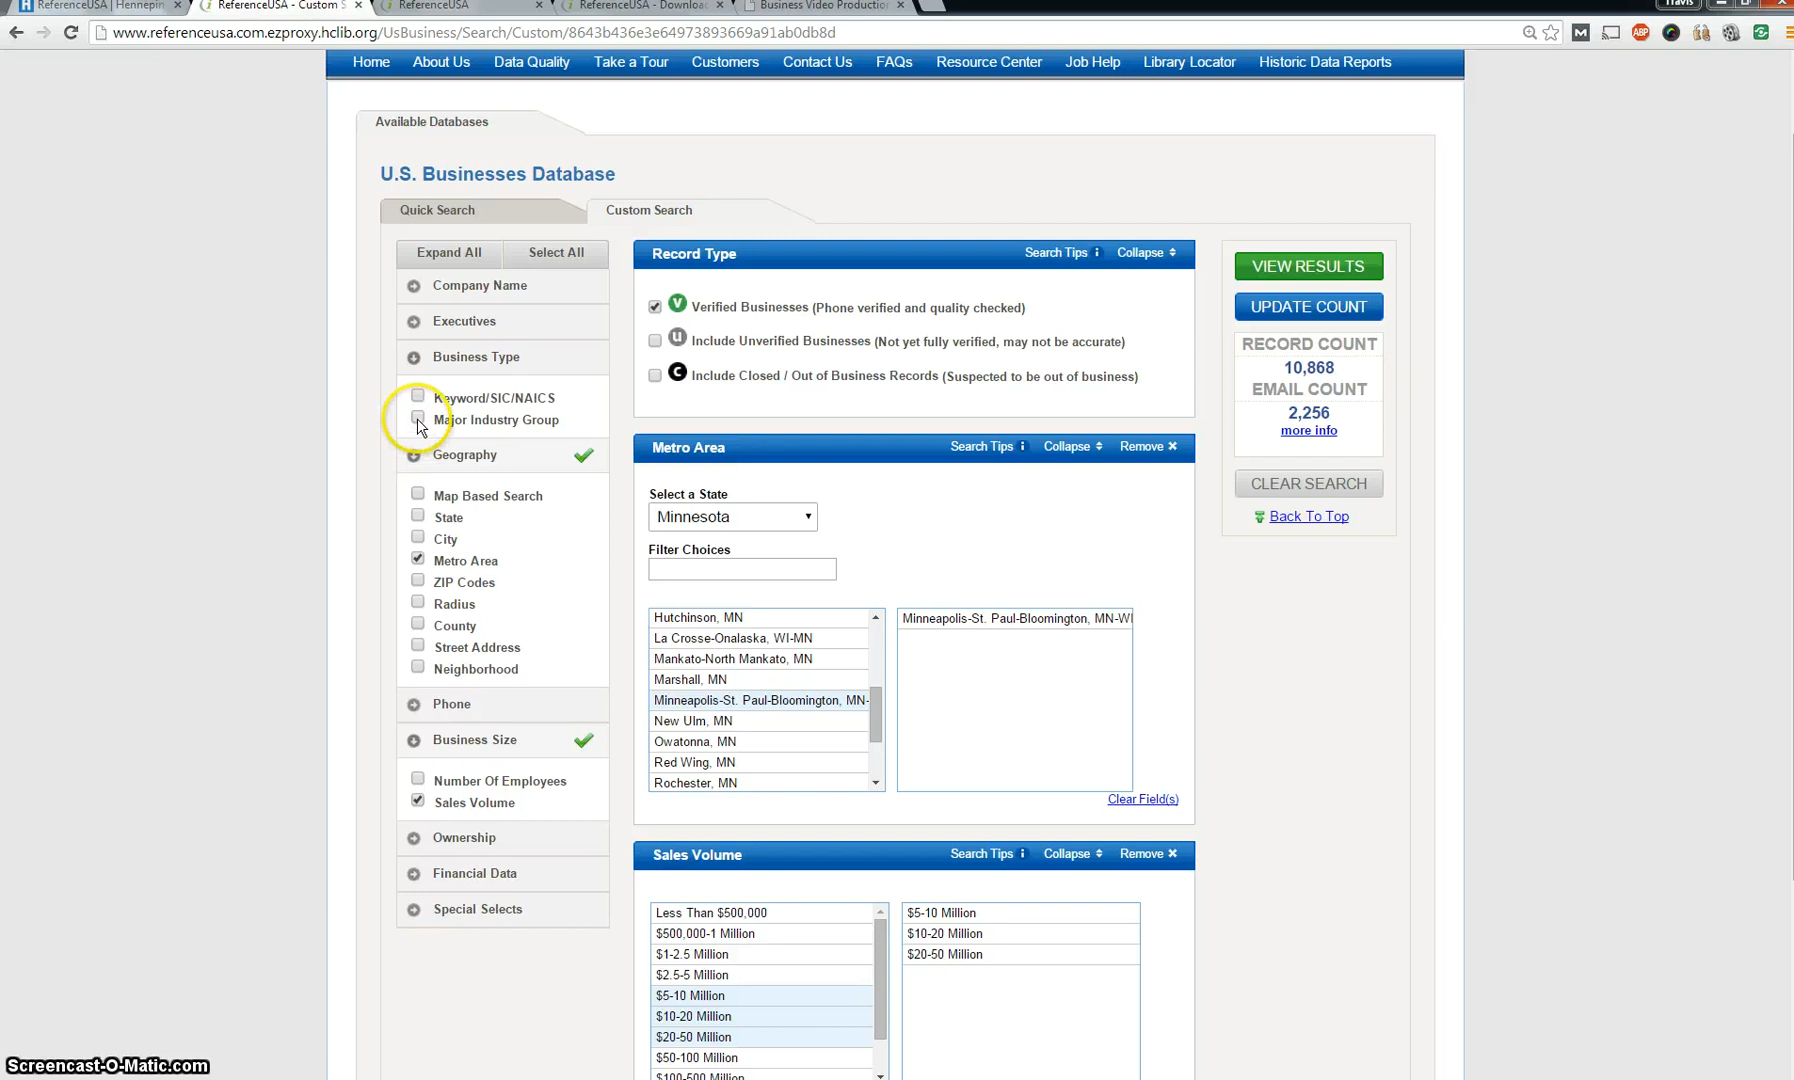 ReferenceUSA | Hennepin
ReferenceUSA - Custom S
ReferenceUSA
ReferenceUSA - Downloa
Business Video Production
Travis
www.referenceusa.com.ezproxy.hclib.org/UsBusiness/Search/Custom/8643b436e3e64973893669a91ab0db8d
M
ABP
Home About Us Data Quality Take a Tour Customers Contact Us FAQs Resource Center Job Help Library Locator Historic Data Reports
Available Databases
U.S. Businesses Database
Quick Search
Custom Search
Expand All
Select All
Company Name
Executives
Business Type
Keyword/SIC/NAICS
Major Industry Group
Geography
Map Based Search
State
City
Metro Area
ZIP Codes
Radius
County
Street Address
Neighborhood
Phone
Business Size
Number Of Employees
Sales Volume
Ownership
Financial Data
Special Selects
Record Type
Search Tips i
Collapse
V Verified Businesses (Phone verified and quality checked)
U Include Unverified Businesses (Not yet fully verified, may not be accurate)
C Include Closed / Out of Business Records (Suspected to be out of business)
Metro Area
Search Tips i
Collapse
Remove
Select a State
Minnesota
Filter Choices
Hutchinson, MN
La Crosse-Onalaska, WI-MN
Mankato-North Mankato, MN
Marshall, MN
Minneapolis-St. Paul-Bloomington, MN-
New Ulm, MN
Owatonna, MN
Red Wing, MN
Rochester, MN
Minneapolis-St. Paul-Bloomington, MN-WI
Clear Field(s)
Sales Volume
Search Tips i
Collapse
Remove
Less Than $500,000
$500,000-1 Million
$1-2.5 Million
$2.5-5 Million
$5-10 Million
$10-20 Million
$20-50 Million
$50-100 Million
$100-500 Million
$5-10 Million
$10-20 Million
$20-50 Million
VIEW RESULTS
UPDATE COUNT
RECORD COUNT
10,868
EMAIL COUNT
2,256
more info
CLEAR SEARCH
Back To Top
Screencast-O-Matic.com